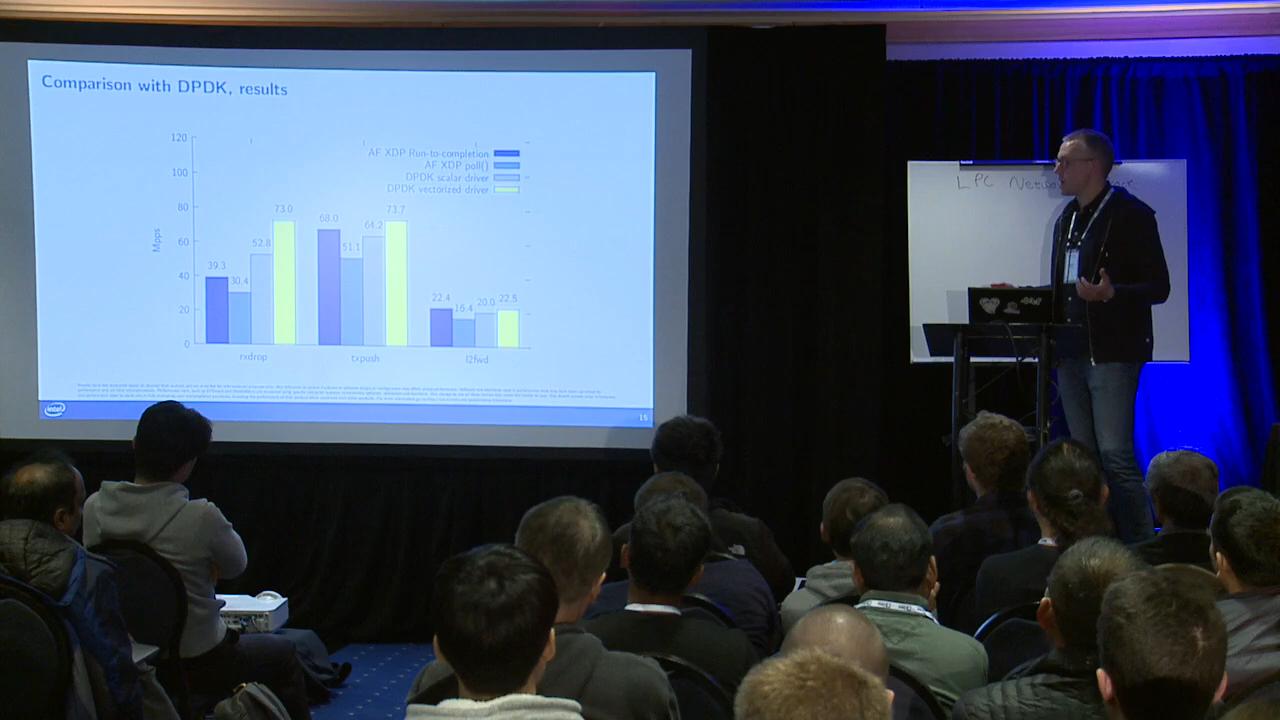 Comparison with DPDK, results
120
100
80
60
40
20
0
Mpps
AF XDP Run-to-completion
AF XDP poll()
DPDK scalar driver
DPDK vectorized driver
39.3 30.4 52.8 73.0
68.0 51.1 64.2 73.7
22.4 16.4 20.0 22.5
rxdrop txpush l2fwd
intel
15
LPC